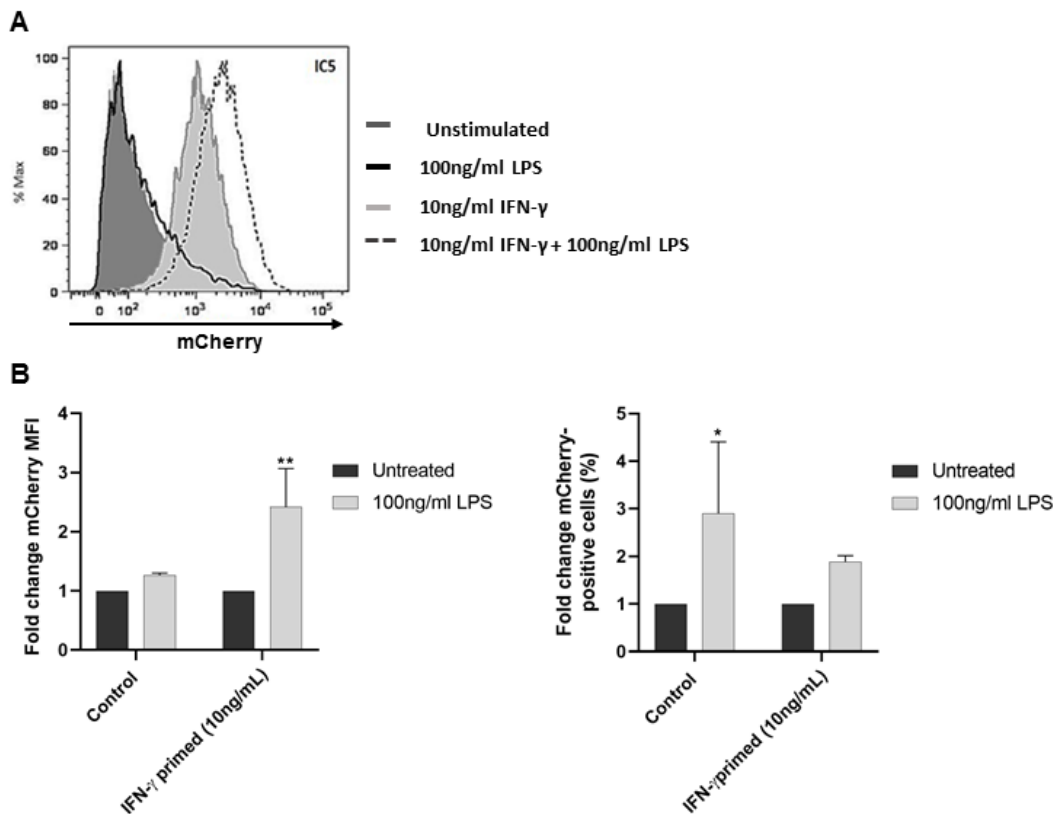 A
IC5
100
80
60
40
20
0
% Max
0 10² 10³ 10⁴ 10⁵
mCherry
Unstimulated
100ng/ml LPS
10ng/ml IFN-γ
10ng/ml IFN-γ + 100ng/ml LPS
B
Fold change mCherry MFI
4
3
2
1
0
**
Control
IFN-γ primed (10ng/mL)
Untreated
100ng/ml LPS
Fold change mCherry-
positive cells (%)
5
4
3
2
1
0
*
Control
IFN-γprimed (10ng/mL)
Untreated
100ng/ml LPS